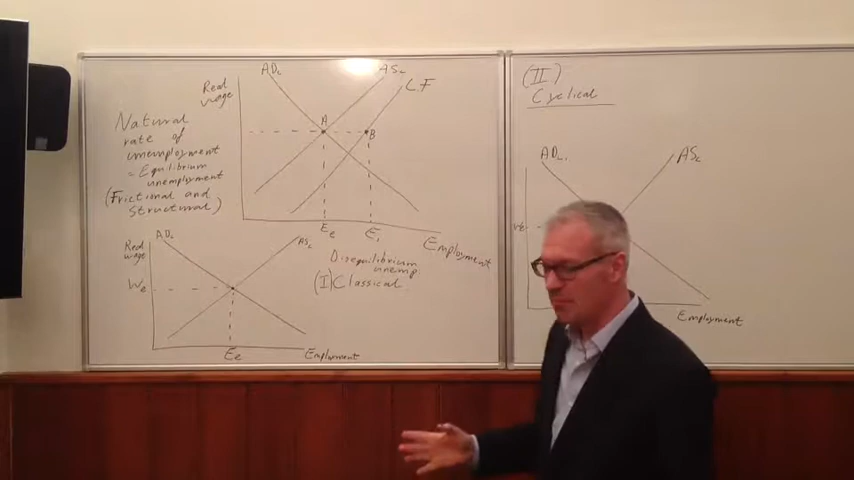 Natural
rate of
unemployment
= Equilibrium
unemployment
(Frictional and
Structural)
Real
wage
ADL
ASL
LF
A
B
Ee
E1
Employment
Real
wage
ADL
ASL
We
Ee
Employment
Disequilibrium
unemp
(I) Classical
(II)
Cyclical
ADL
ASL
We
Employment